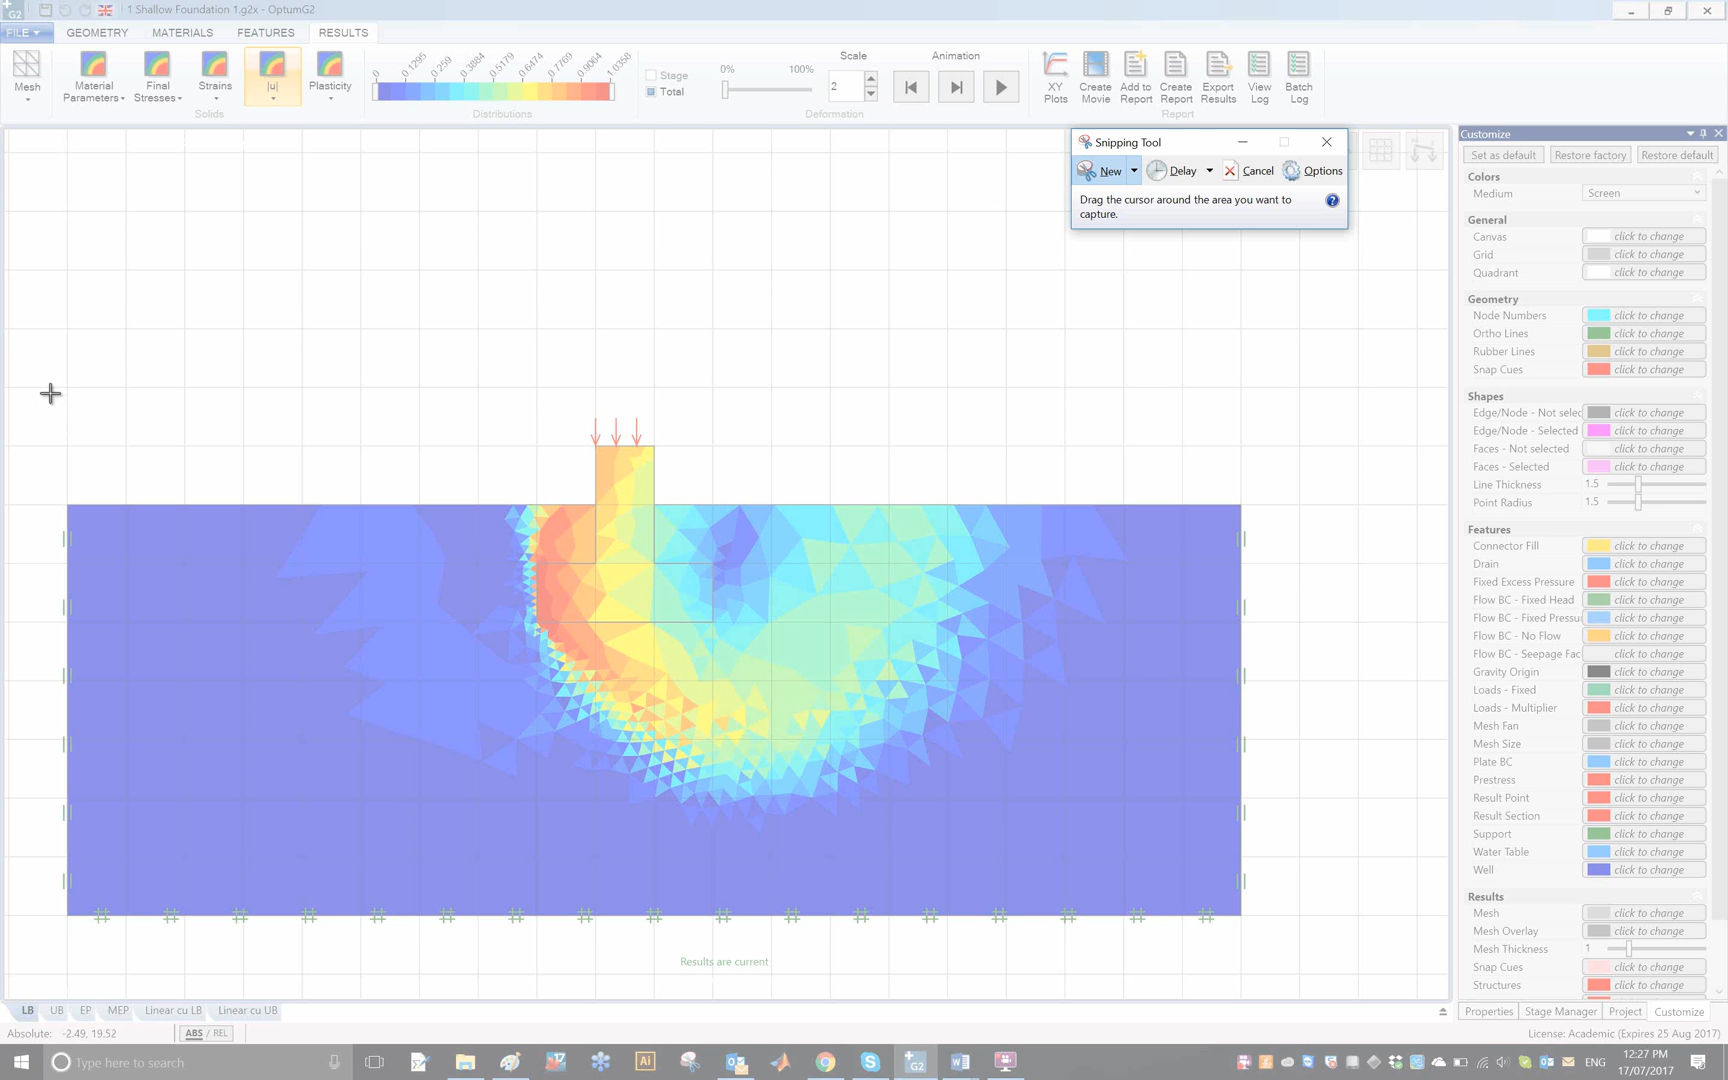 1 Shallow Foundation 1.g2x - OptumG2
FILE GEOMETRY MATERIALS FEATURES RESULTS
Mesh
Material Parameters
Final Stresses
Strains
|u|
Plasticity
Solids
0 0.1295 0.259 0.3884 0.5179 0.6474 0.7769 0.9064 1.0358
Distributions
Stage
Total
0% 100%
Scale
2
Animation
Deformation
XY Plots
Create Movie
Add to Report
Create Report
Export Results
View Log
Batch Log
Report
Snipping Tool
New Delay Cancel Options
Drag the cursor around the area you want to
capture.
Customize
Set as default Restore factory Restore default
Colors
Medium Screen
General
Canvas click to change
Grid click to change
Quadrant click to change
Geometry
Node Numbers click to change
Ortho Lines click to change
Rubber Lines click to change
Snap Cues click to change
Shapes
Edge/Node - Not selec click to change
Edge/Node - Selected click to change
Faces - Not selected click to change
Faces - Selected click to change
Line Thickness 1.5
Point Radius 1.5
Features
Connector Fill click to change
Drain click to change
Fixed Excess Pressure click to change
Flow BC - Fixed Head click to change
Flow BC - Fixed Pressu click to change
Flow BC - No Flow click to change
Flow BC - Seepage Fac click to change
Gravity Origin click to change
Loads - Fixed click to change
Loads - Multiplier click to change
Mesh Fan click to change
Mesh Size click to change
Plate BC click to change
Prestress click to change
Result Point click to change
Result Section click to change
Support click to change
Water Table click to change
Well click to change
Results
Mesh click to change
Mesh Overlay click to change
Mesh Thickness 1
Snap Cues click to change
Structures click to change
Results are current
LB UB EP MEP Linear cu LB Linear cu UB
Properties Stage Manager Project Customize
Absolute: -2.49, 19.52 ABS / REL
License: Academic (Expires 25 Aug 2017)
Type here to search
17
Ai
G2
ENG
12:27 PM
17/07/2017